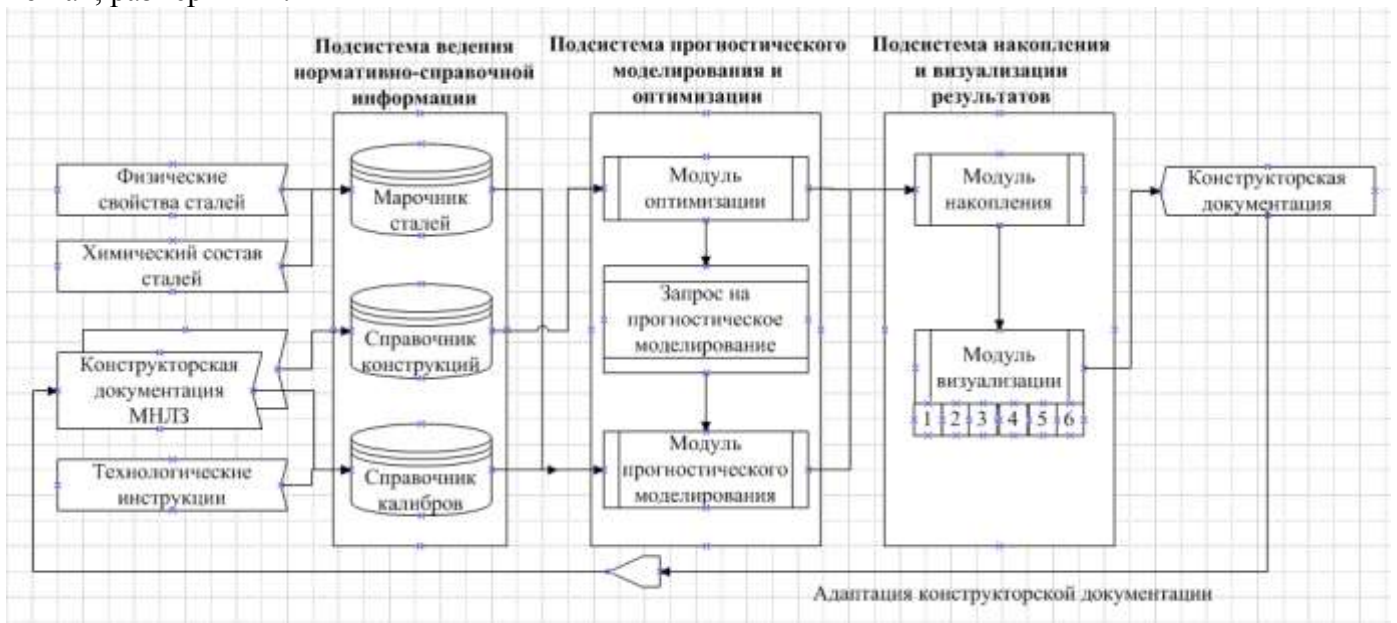 Подсистема ведения
нормативно-справочной
информации
Подсистема прогностического
моделирования и
оптимизации
Подсистема накопления
и визуализации
результатов
Физические
свойства сталей
Химический состав
сталей
Конструкторская
документация
МНЛЗ
Технологические
инструкции
Марочник
сталей
Справочник
конструкций
Справочник
калибров
Модуль
оптимизации
Запрос на
прогностическое
моделирование
Модуль
прогностического
моделирования
Модуль
накопления
Модуль
визуализации
1 2 3 4 5 6
Конструкторская
документация
Адаптация конструкторской документации